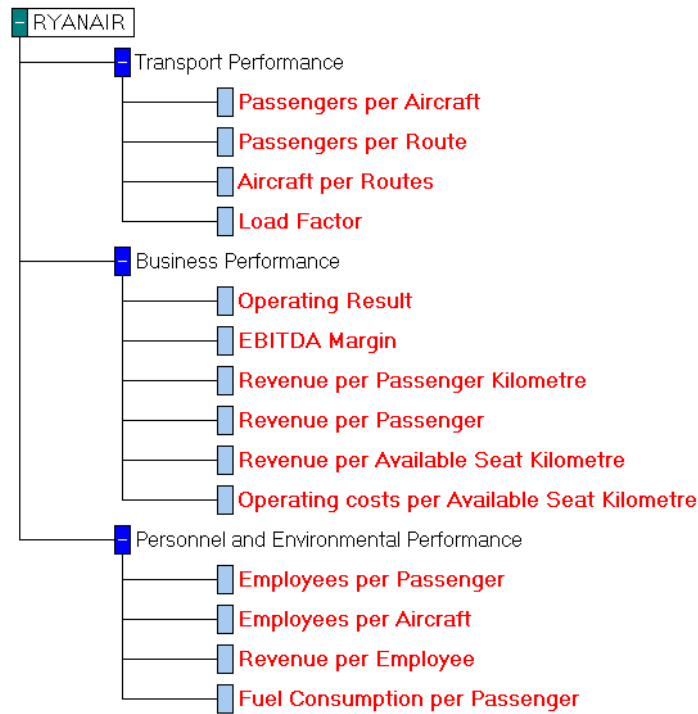 RYANAIR
Transport Performance
Passengers per Aircraft
Passengers per Route
Aircraft per Routes
Load Factor
Business Performance
Operating Result
EBITDA Margin
Revenue per Passenger Kilometre
Revenue per Passenger
Revenue per Available Seat Kilometre
Operating costs per Available Seat Kilometre
Personnel and Environmental Performance
Employees per Passenger
Employees per Aircraft
Revenue per Employee
Fuel Consumption per Passenger